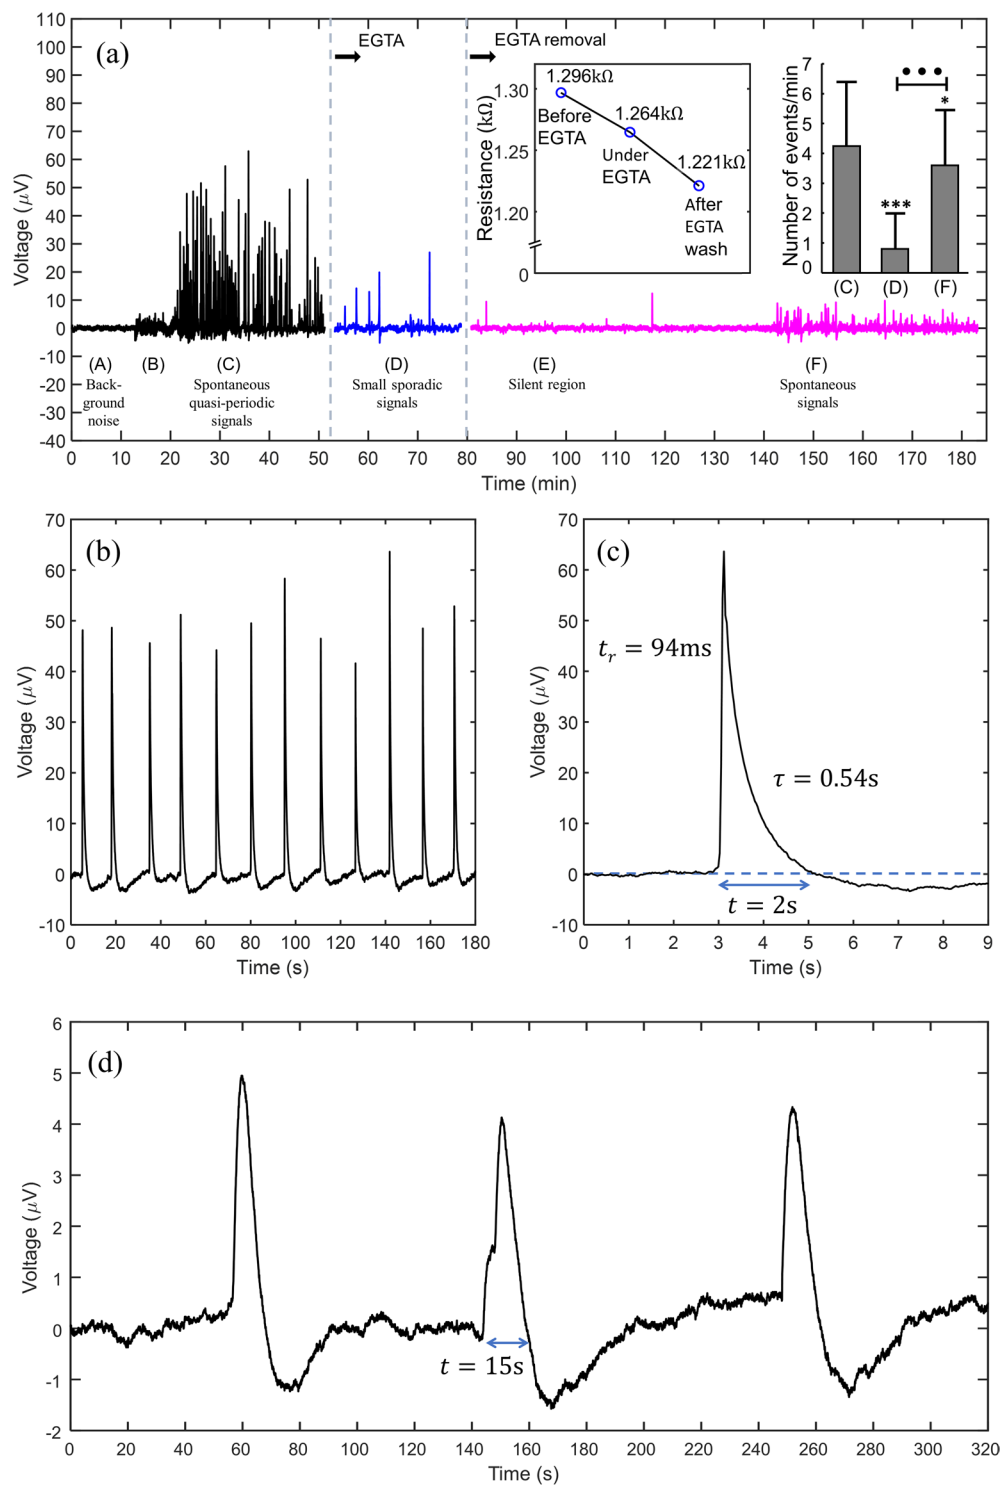 110
100
90
80
70
60
50
40
30
20
10
0
-10
-20
-30
-40
Voltage (μV)
(a)
EGTA
EGTA removal
1.30
1.25
1.20
0
Resistance (kΩ)
1.296kΩ
Before
EGTA
1.264kΩ
Under
EGTA
1.221kΩ
After
EGTA
wash
7
6
5
4
3
2
1
0
Number of events/min
***
*
(C) (D) (F)
(A)
Back-
ground
noise
(B)
(C)
Spontaneous
quasi-periodic
signals
(D)
Small sporadic
signals
(E)
Silent region
(F)
Spontaneous
signals
0 10 20 30 40 50 60 70 80 90 100 110 120 130 140 150 160 170 180
Time (min)
70
60
50
40
30
20
10
0
-10
Voltage (μV)
(b)
0 20 40 60 80 100 120 140 160 180
Time (s)
70
60
50
40
30
20
10
0
-10
Voltage (μV)
(c)
t_r = 94ms
τ = 0.54s
t = 2s
0 1 2 3 4 5 6 7 8 9
Time (s)
6
5
4
3
2
1
0
-1
-2
Voltage (μV)
(d)
t = 15s
0 20 40 60 80 100 120 140 160 180 200 220 240 260 280 300 320
Time (s)